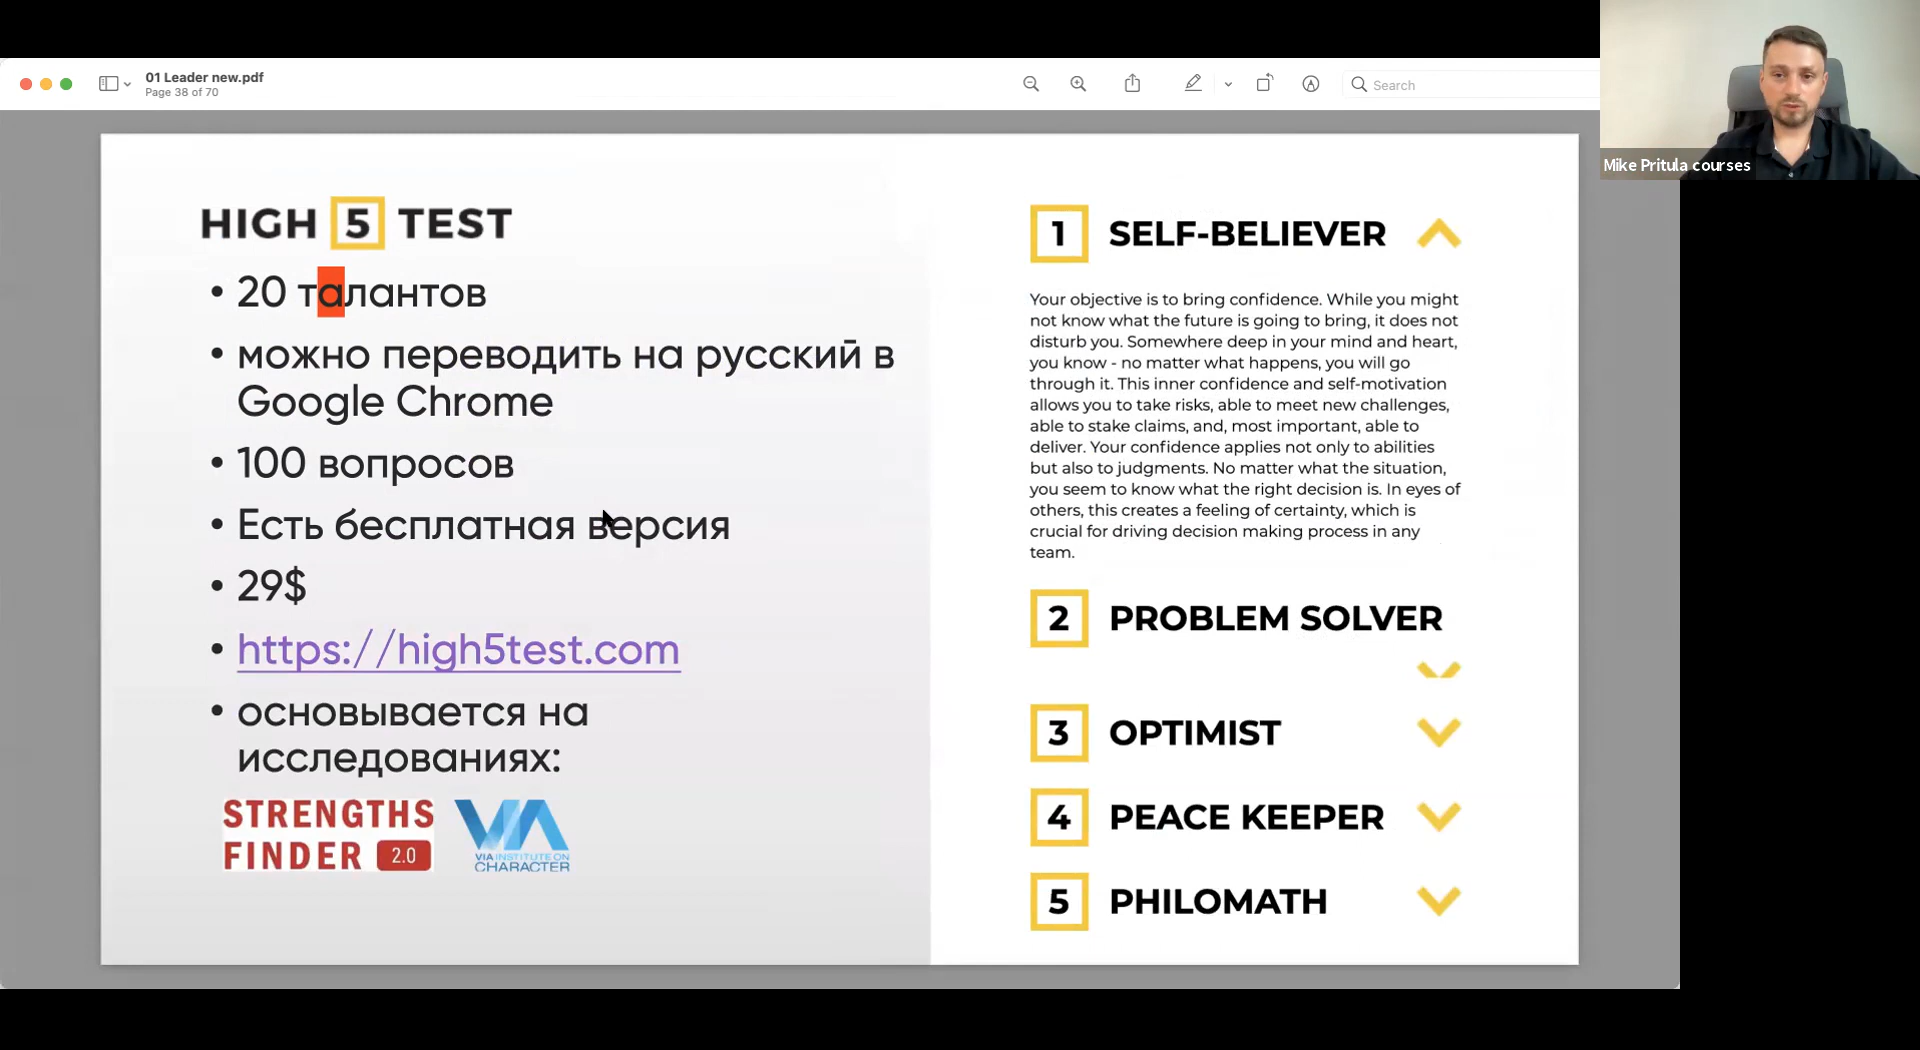 01 Leader new.pdf
Page 38 of 70
Search
Mike Pritula courses
HIGH 5 TEST
• 20 талантов
• можно переводить на русский в
Google Chrome
• 100 вопросов
• Есть бесплатная версия
• 29$
• https://high5test.com
• основывается на
исследованиях:
STRENGTHS
FINDER 2.0
VIA
VIA INSTITUTE ON
CHARACTER
1 SELF-BELIEVER
Your objective is to bring confidence. While you might
not know what the future is going to bring, it does not
disturb you. Somewhere deep in your mind and heart,
you know - no matter what happens, you will go
through it. This inner confidence and self-motivation
allows you to take risks, able to meet new challenges,
able to stake claims, and, most important, able to
deliver. Your confidence applies not only to abilities
but also to judgments. No matter what the situation,
you seem to know what the right decision is. In eyes of
others, this creates a feeling of certainty, which is
crucial for driving decision making process in any
team.
2 PROBLEM SOLVER
3 OPTIMIST
4 PEACE KEEPER
5 PHILOMATH